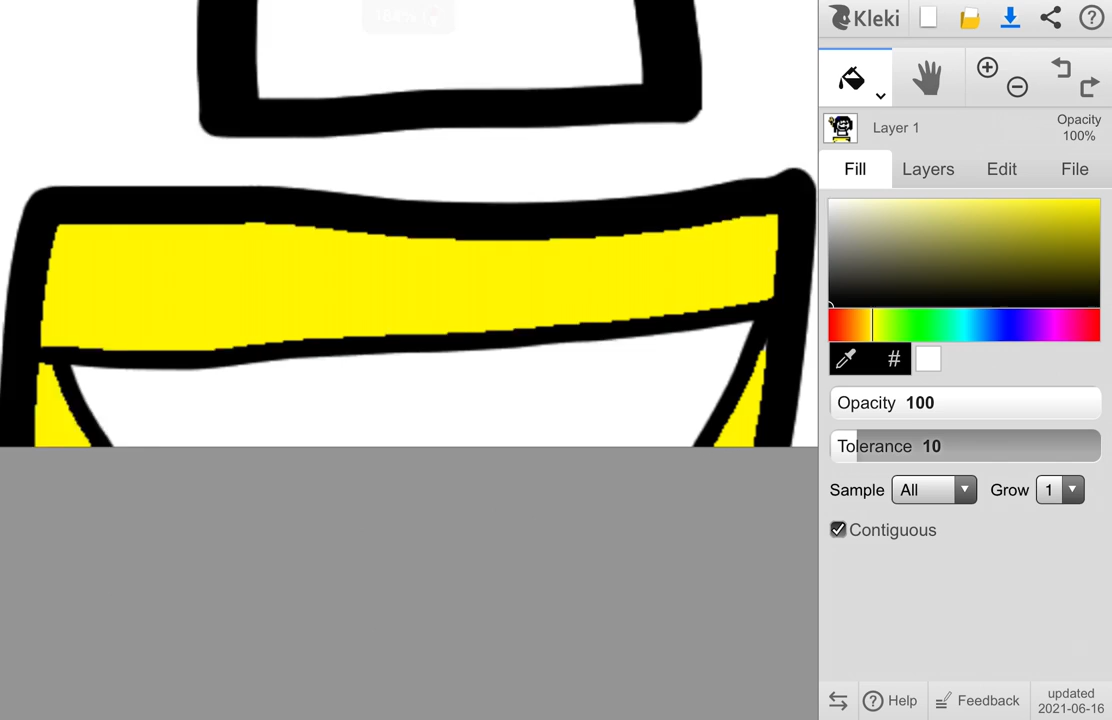 183%
Kleki
Layer 1
Opacity
100%
Fill Layers Edit File
#
Opacity 100
Tolerance 10
Sample All Grow 1
Contiguous
Help Feedback updated
2021-06-16